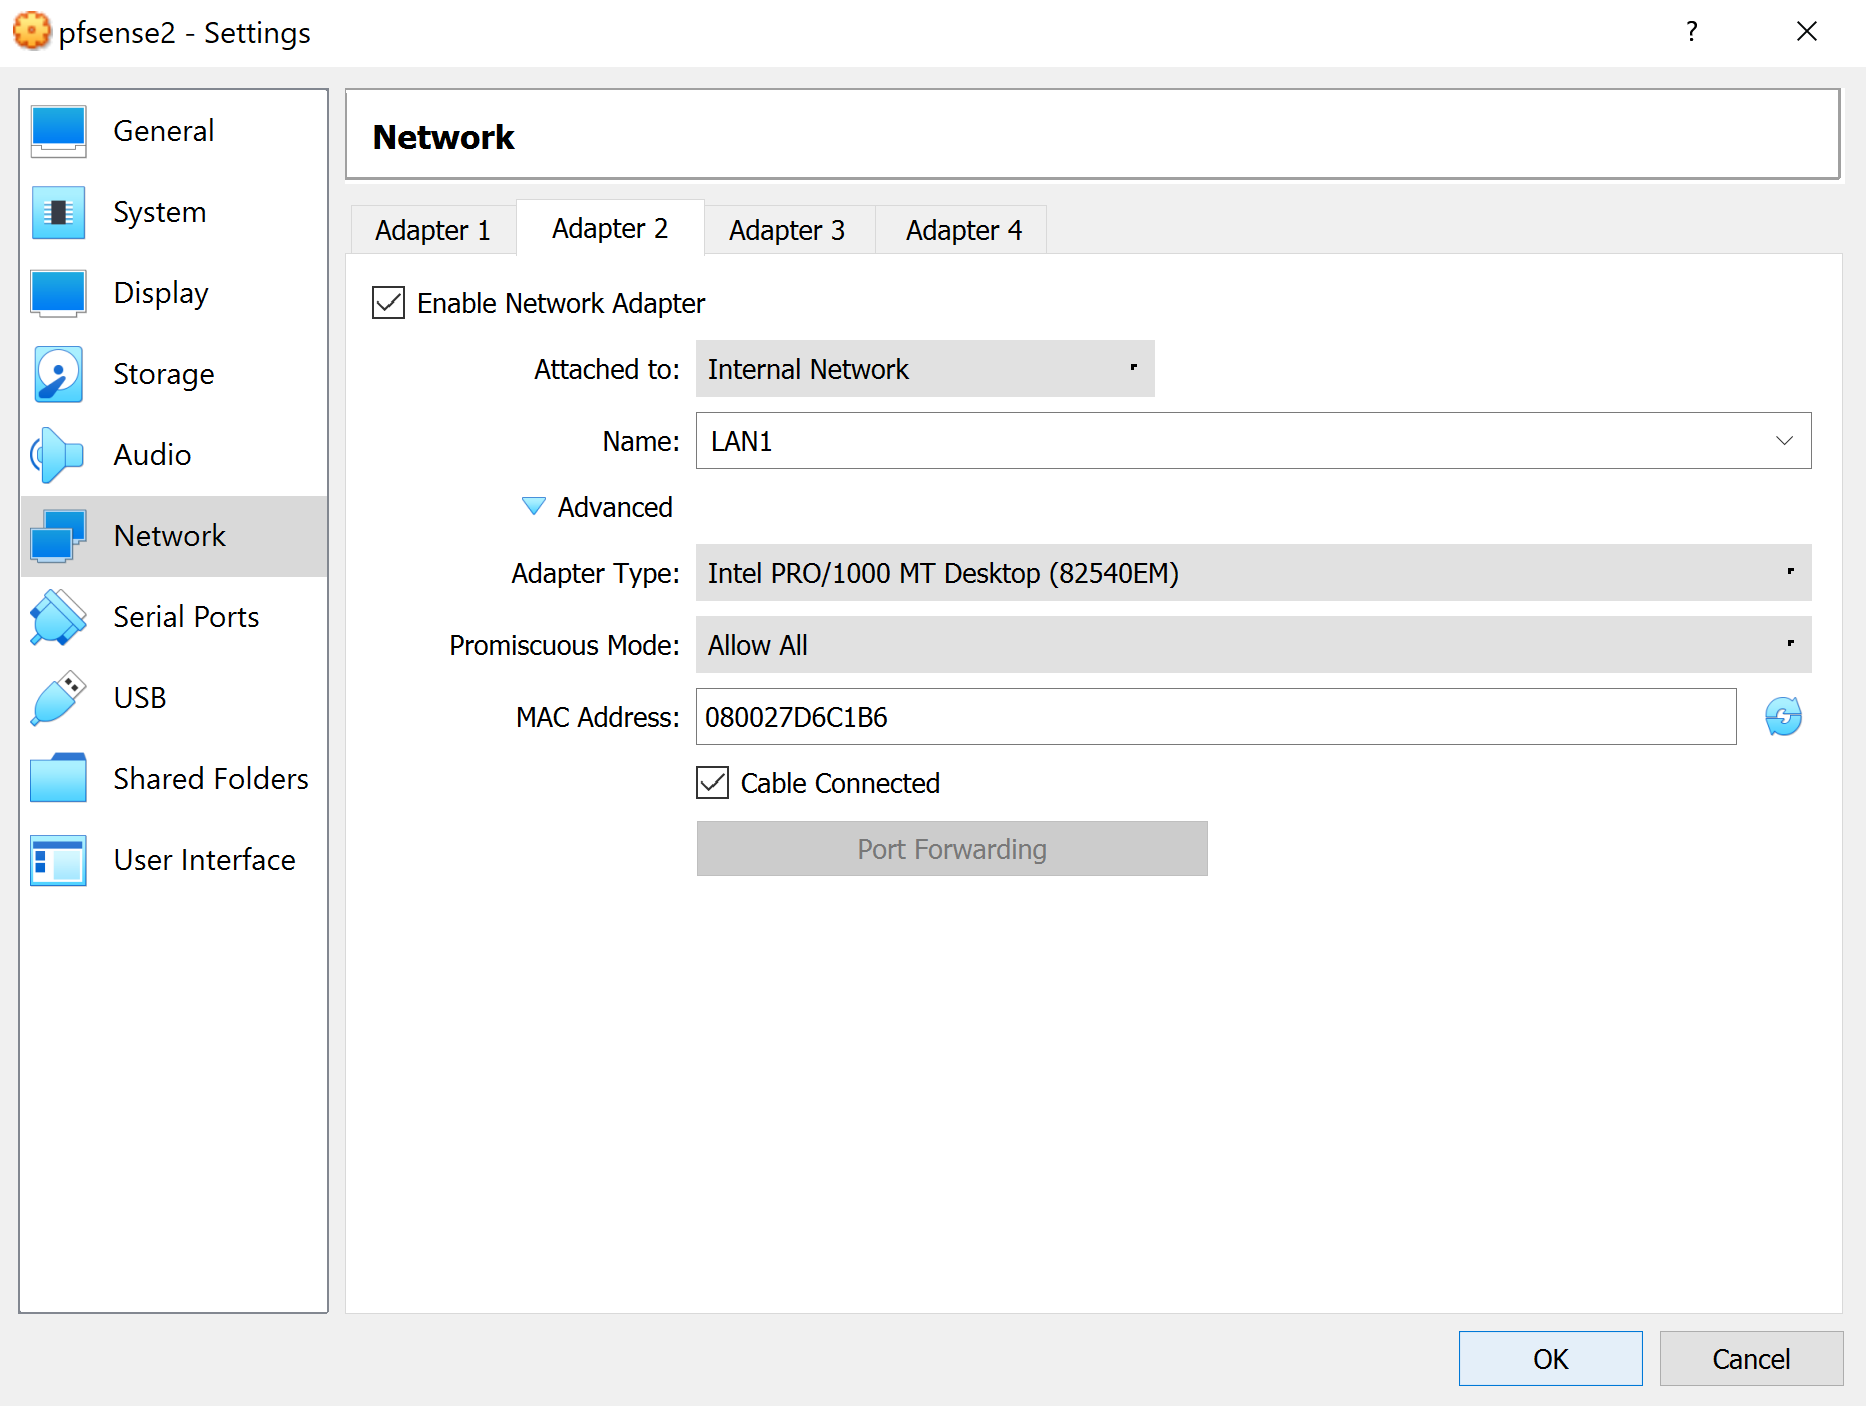 pfsense2 - Settings
?
General
System
Display
Storage
Audio
Network
Serial Ports
USB
Shared Folders
User Interface
Network
Adapter 1
Adapter 2
Adapter 3
Adapter 4
Enable Network Adapter
Attached to: Internal Network
Name: LAN1
Advanced
Adapter Type: Intel PRO/1000 MT Desktop (82540EM)
Promiscuous Mode: Allow All
MAC Address: 080027D6C1B6
Cable Connected
Port Forwarding
OK
Cancel